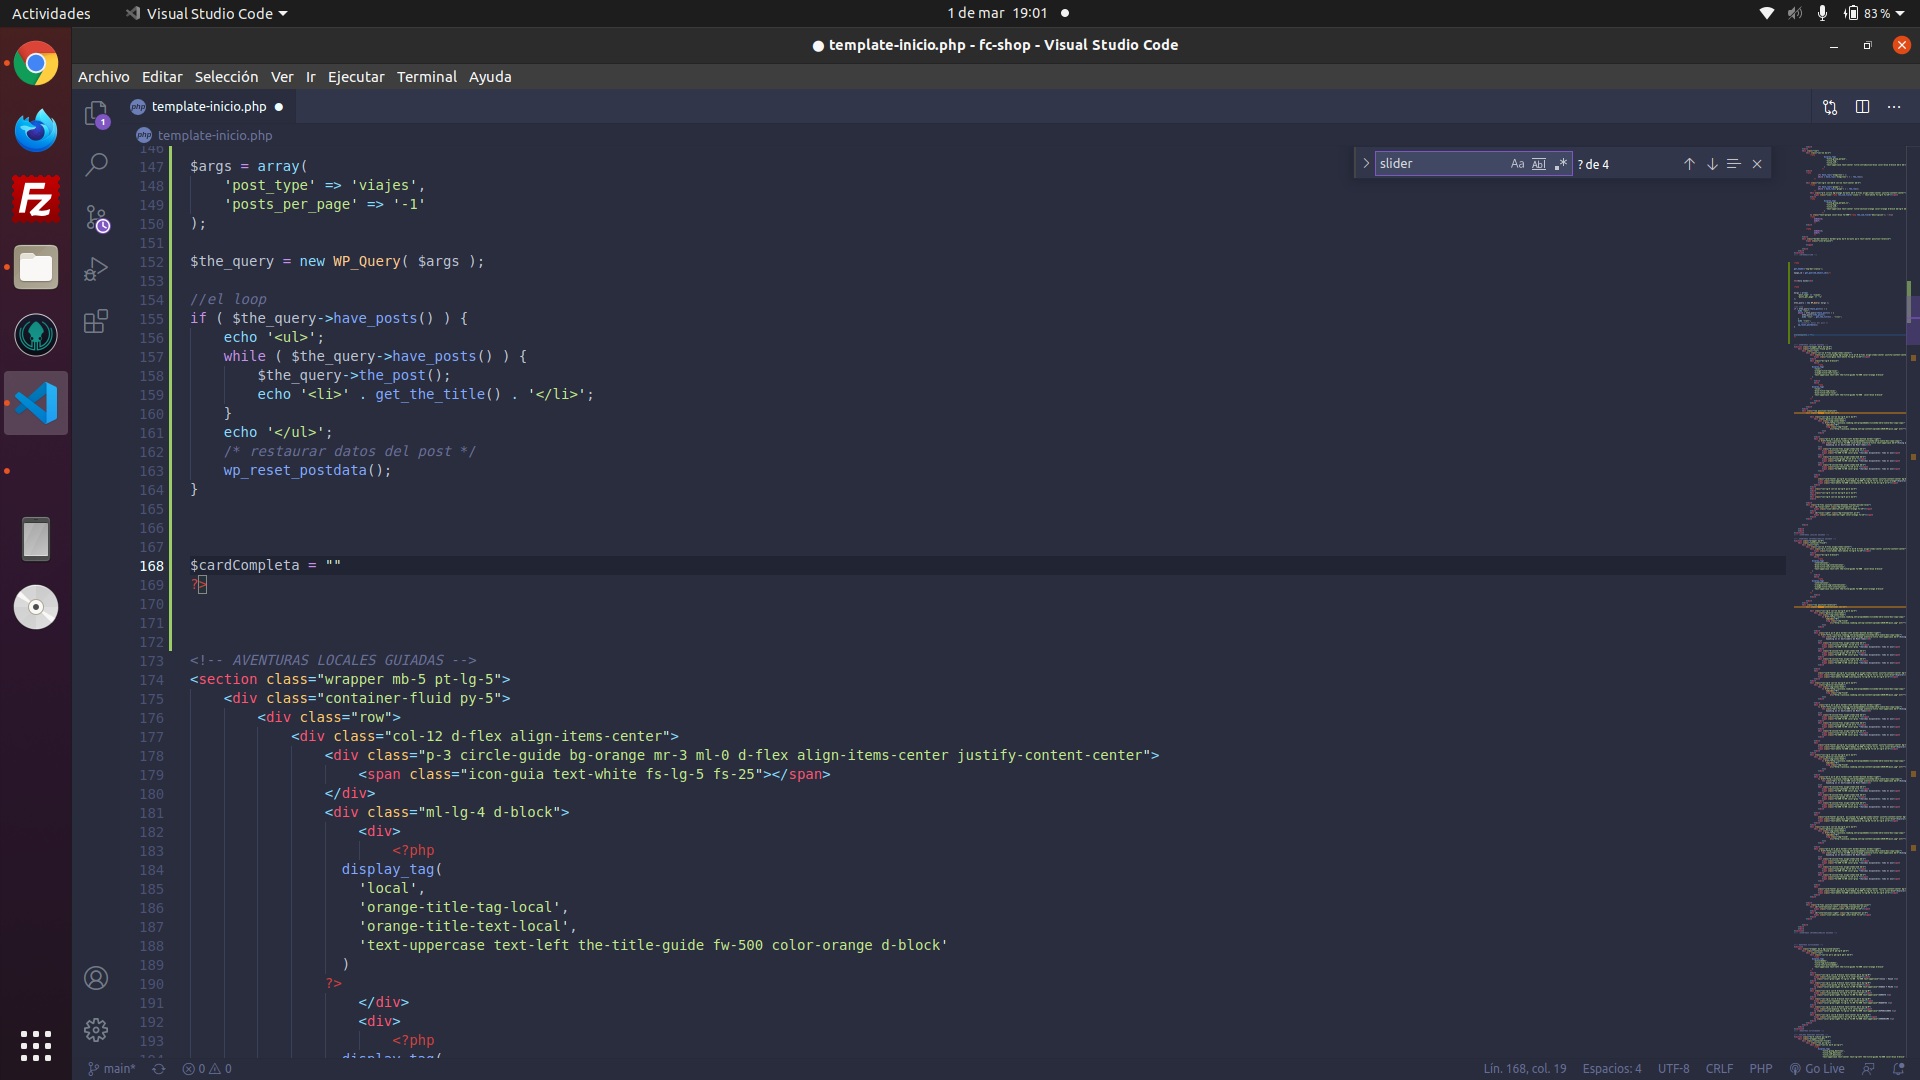 Actividades
Visual Studio Code
1 de mar 19:01
83 %
● template-inicio.php - fc-shop - Visual Studio Code
Archivo Editar Selección Ver Ir Ejecutar Terminal Ayuda
php template-inicio.php ●
php template-inicio.php
1
slider
Aa
Abl
.*
? de 4
146
147 $args = array(
148     'post_type' => 'viajes',
149     'posts_per_page' => '-1'
150 );
151
152 $the_query = new WP_Query( $args );
153
154 //el loop
155 if ( $the_query->have_posts() ) {
156     echo '<ul>';
157     while ( $the_query->have_posts() ) {
158         $the_query->the_post();
159         echo '<li>' . get_the_title() . '</li>';
160     }
161     echo '</ul>';
162     /* restaurar datos del post */
163     wp_reset_postdata();
164 }
165
166
167
168 $cardCompleta = ""
169 ?>
170
171
172
173 <!-- AVENTURAS LOCALES GUIADAS -->
174 <section class="wrapper mb-5 pt-lg-5">
175     <div class="container-fluid py-5">
176         <div class="row">
177             <div class="col-12 d-flex align-items-center">
178                 <div class="p-3 circle-guide bg-orange mr-3 ml-0 d-flex align-items-center justify-content-center">
179                     <span class="icon-guia text-white fs-lg-5 fs-25"></span>
180                 </div>
181                 <div class="ml-lg-4 d-block">
182                     <div>
183                         <?php
184                   display_tag(
185                     'local',
186                     'orange-title-tag-local',
187                     'orange-title-text-local',
188                     'text-uppercase text-left the-title-guide fw-500 color-orange d-block'
189                   )
190                 ?>
191                     </div>
192                     <div>
193                         <?php
194                   display_tag(
Fz
main*
0
0
Lín. 168, col. 19
Espacios: 4
UTF-8
CRLF
PHP
Go Live